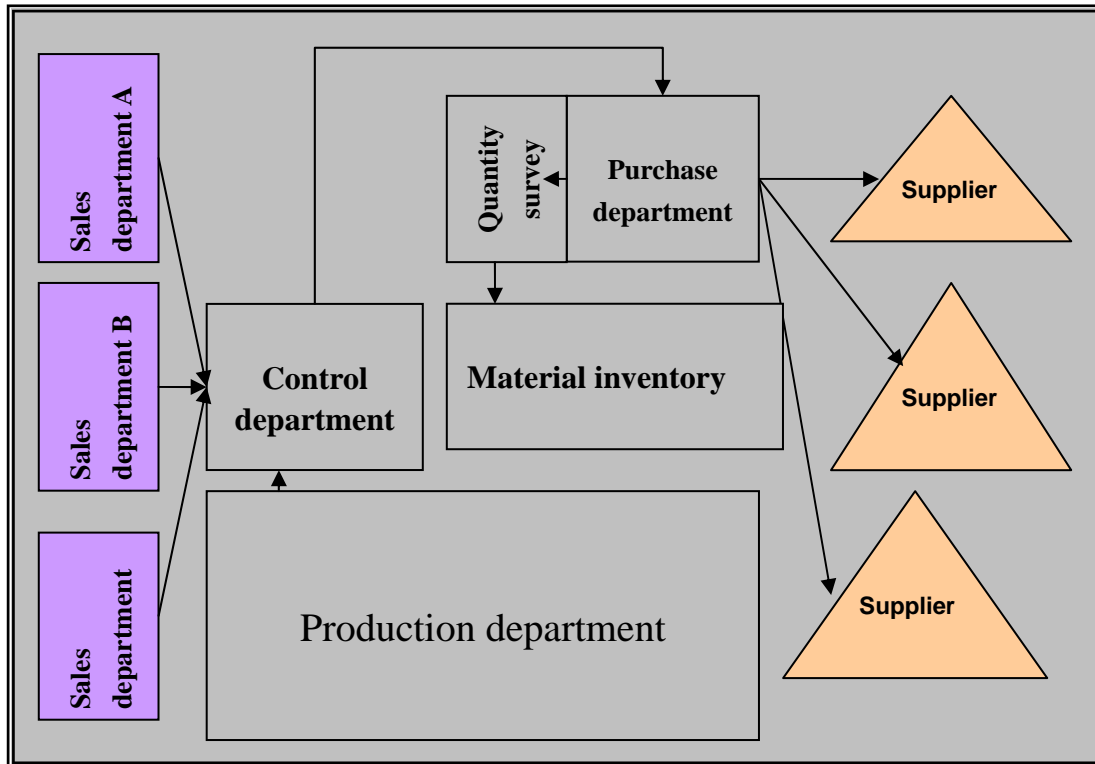 Sales
department A
Sales
department B
Sales
department
Control
department
Quantity
survey
Purchase
department
Material inventory
Production department
Supplier
Supplier
Supplier